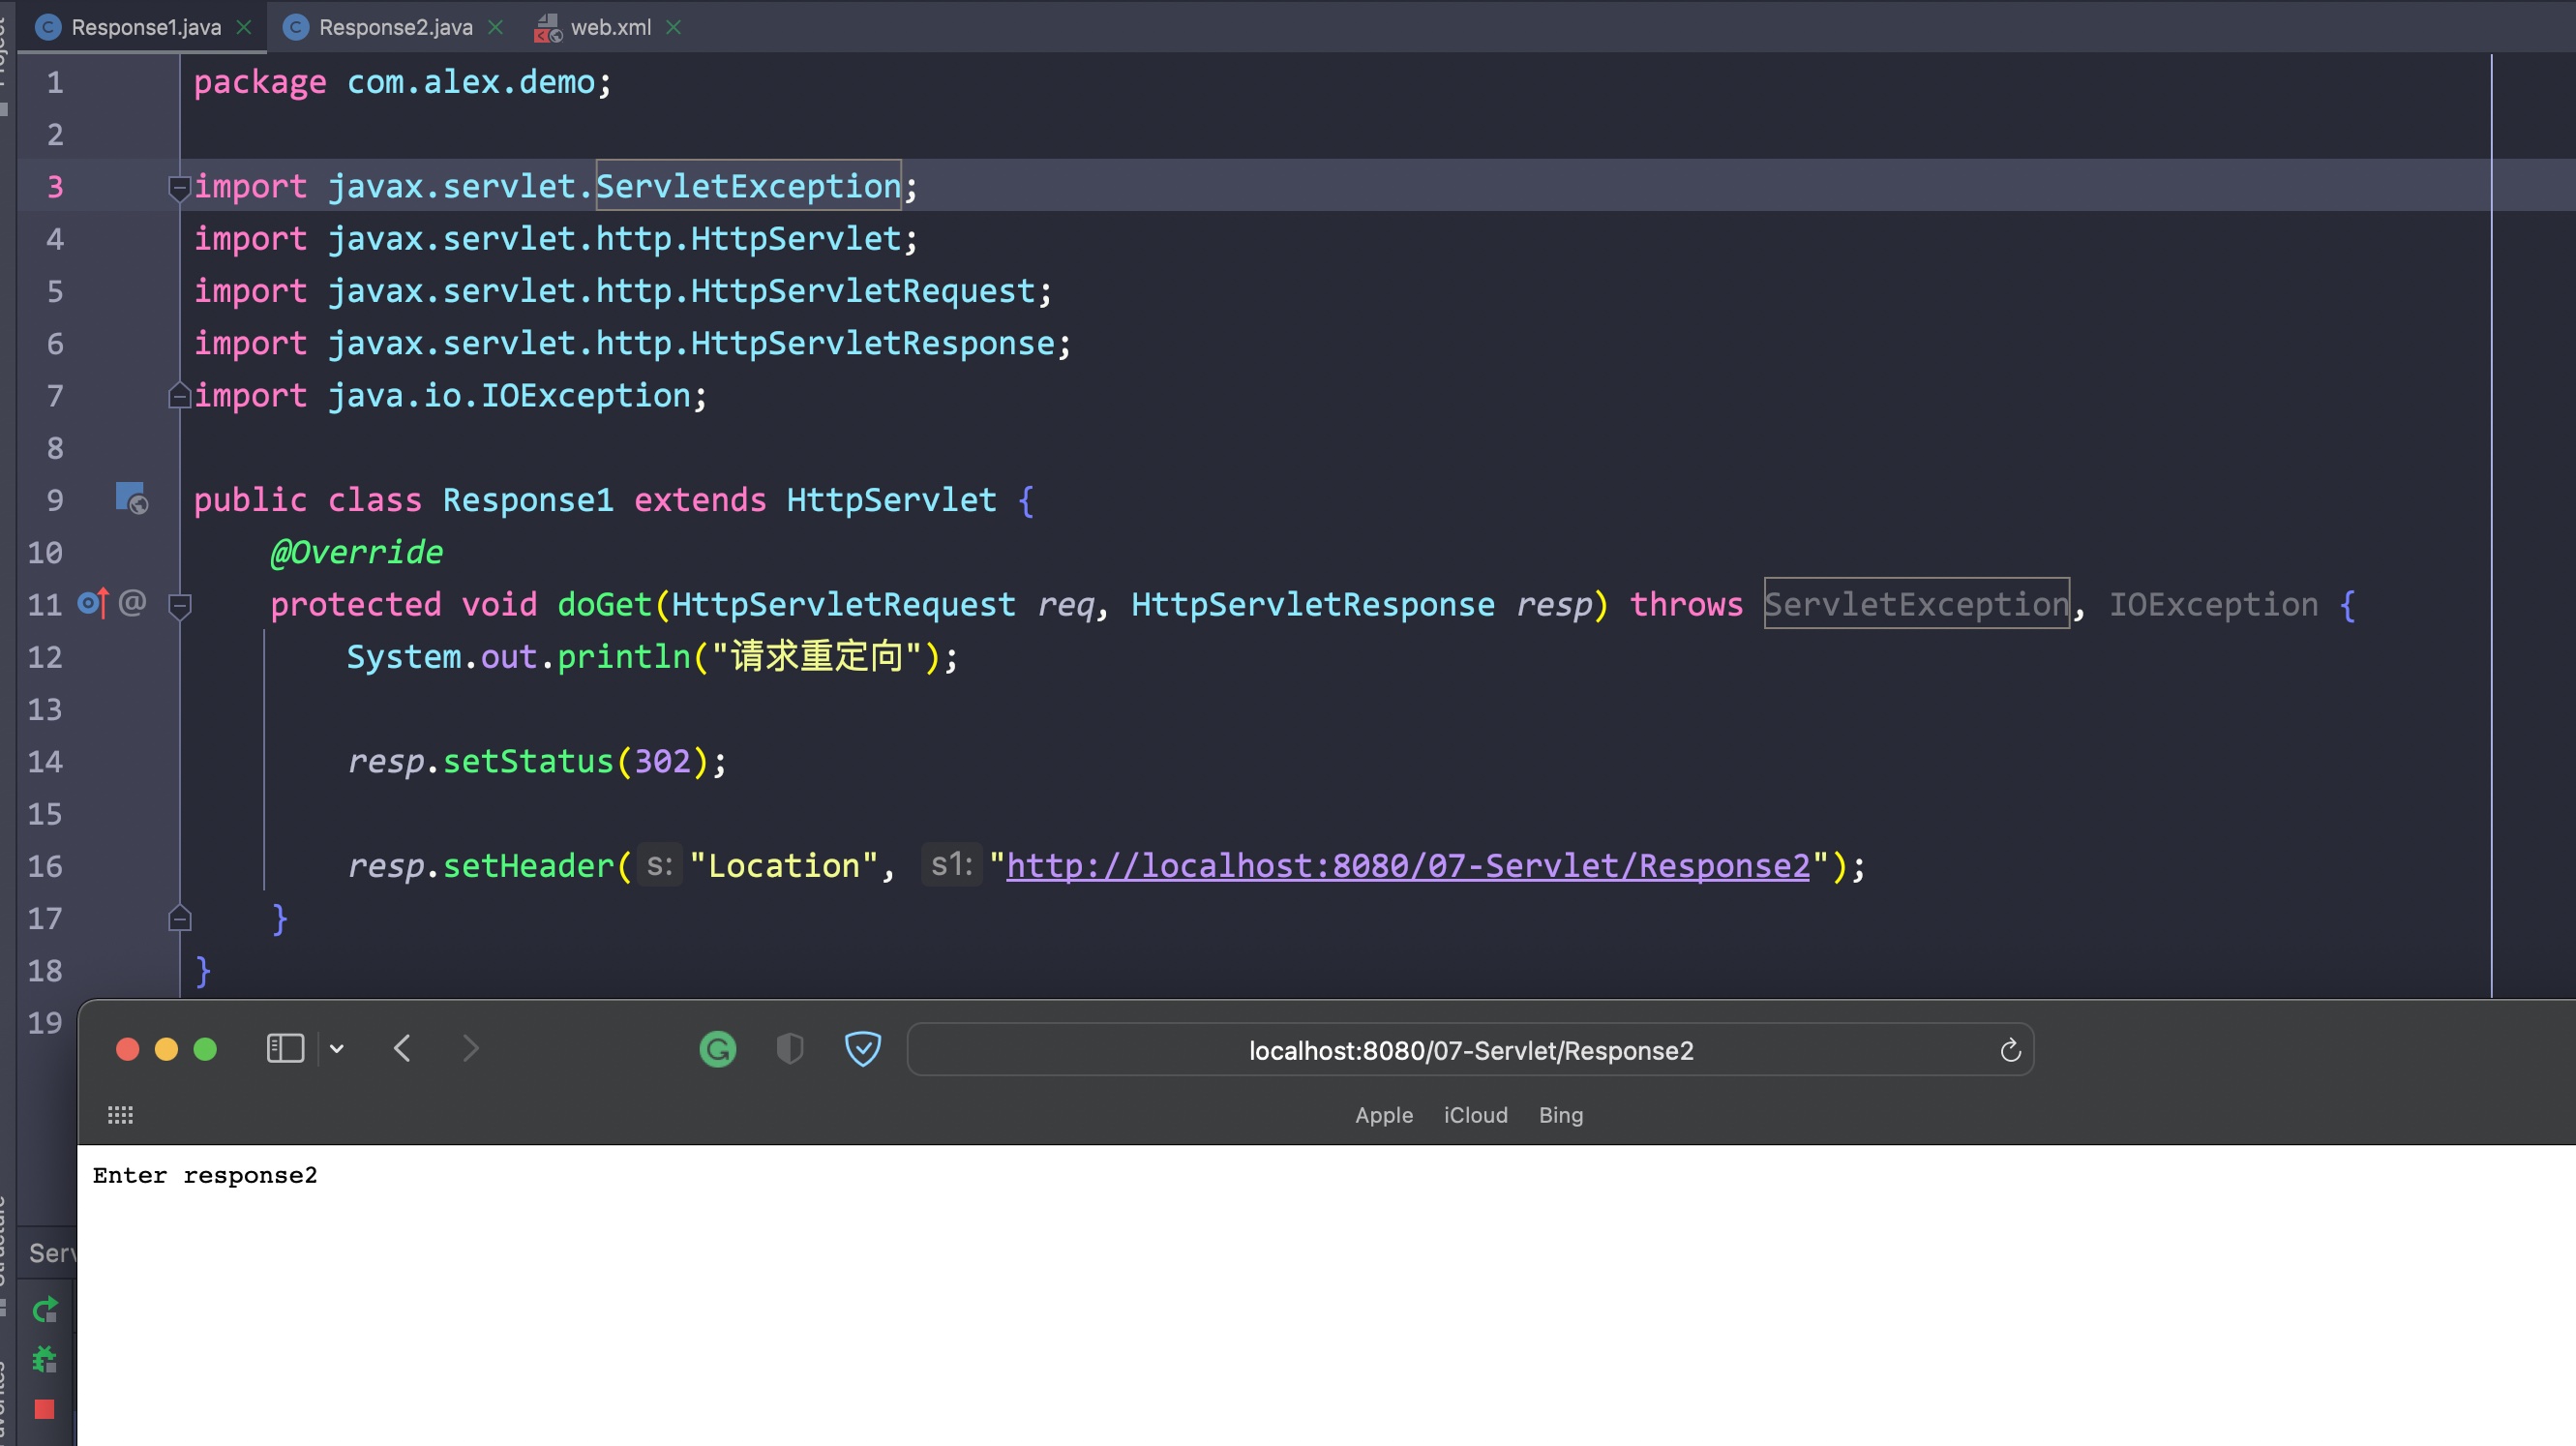 Response1.java
Response2.java
web.xml
1 package com.alex.demo;
2
3 import javax.servlet.ServletException;
4 import javax.servlet.http.HttpServlet;
5 import javax.servlet.http.HttpServletRequest;
6 import javax.servlet.http.HttpServletResponse;
7 import java.io.IOException;
8
9 public class Response1 extends HttpServlet {
10 @Override
11 @ protected void doGet(HttpServletRequest req, HttpServletResponse resp) throws ServletException, IOException {
12 System.out.println("请求重定向");
13
14 resp.setStatus(302);
15
16 resp.setHeader( s: "Location", s1: "http://localhost:8080/07-Servlet/Response2");
17 }
18 }
19
localhost:8080/07-Servlet/Response2
Apple iCloud Bing
Enter response2
Serv